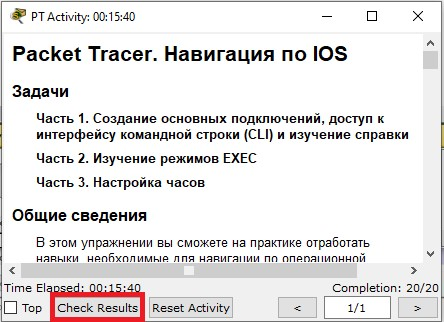 PT Activity: 00:15:40
Packet Tracer. Навигация по IOS
Задачи
Часть 1. Создание основных подключений, доступ к
интерфейсу командной строки (CLI) и изучение справки
Часть 2. Изучение режимов EXEC
Часть 3. Настройка часов
Общие сведения
В этом упражнении вы сможете на практике отработать
навыки, необходимые для навигации по операционной
Time Elapsed: 00:15:40 Completion: 20/20
Top Check Results Reset Activity < 1/1 >